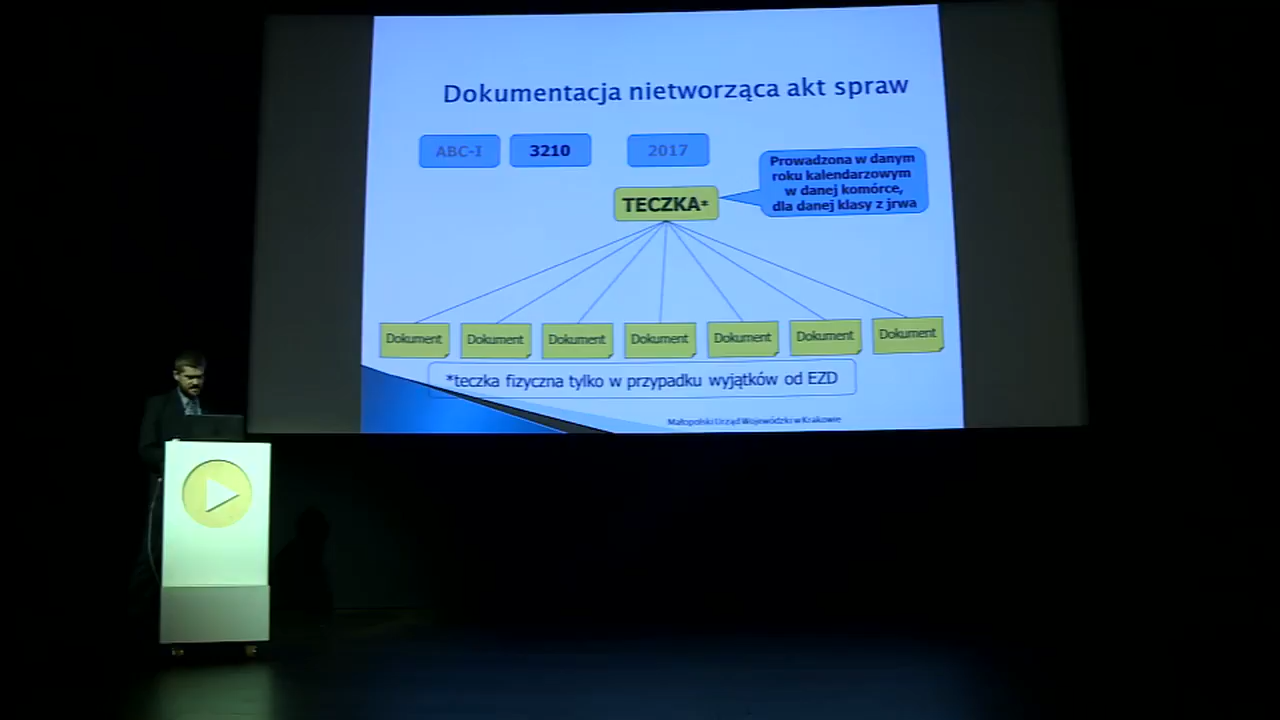 Dokumentacja nietworząca akt spraw
ABC-I
3210
2017
Prowadzona w danym
roku kalendarzowym
w danej komórce,
dla danej klasy z jrwa
TECZKA*
Dokument
Dokument
Dokument
Dokument
Dokument
Dokument
Dokument
*teczka fizyczna tylko w przypadku wyjątków od EZD
Małopolski Urząd Wojewódzki w Krakowie